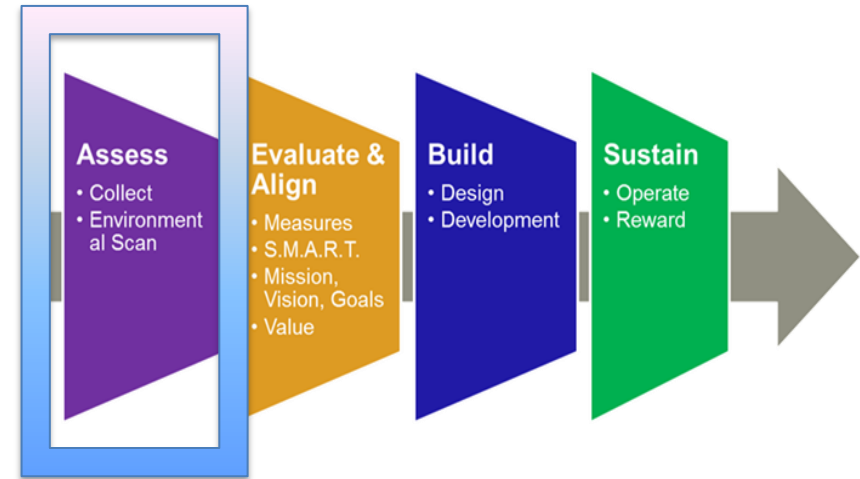 Assess
• Collect
• Environment
al Scan
Evaluate &
Align
• Measures
• S.M.A.R.T.
• Mission,
Vision, Goals
• Value
Build
• Design
• Development
Sustain
• Operate
• Reward